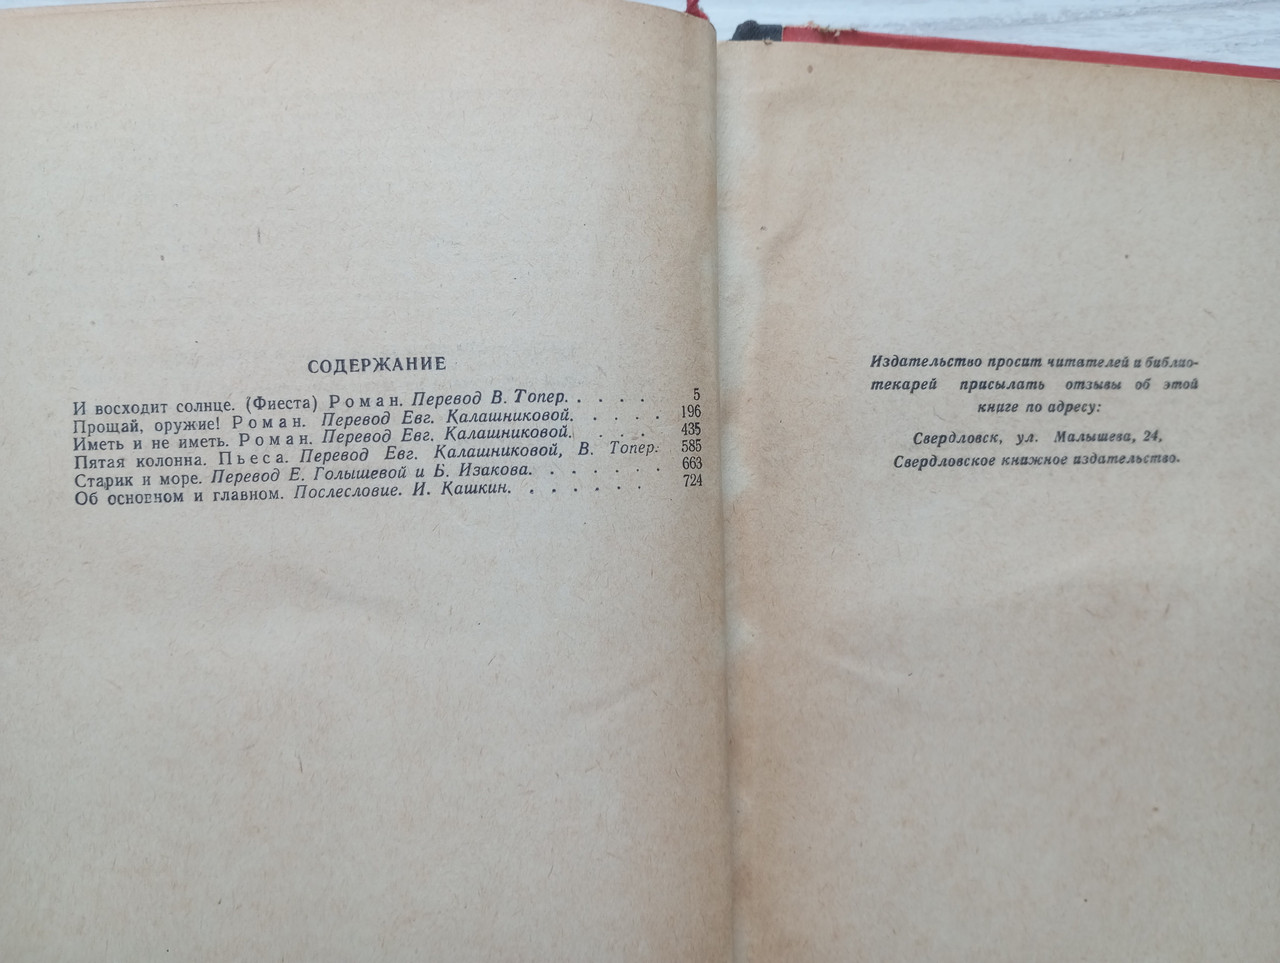 СОДЕРЖАНИЕ
И восходит солнце. (Фиеста) Роман. Перевод В. Топер. . . . . 5
Прощай, оружие! Роман. Перевод Евг. Калашниковой. . . . . 196
Иметь и не иметь. Роман. Перевод Евг. Калашниковой. . . . 435
Пятая колонна. Пьеса. Перевод Евг. Калашниковой, В. Топер. 585
Старик и море. Перевод Е. Голышевой и Б. Изакова. . . . . . 663
Об основном и главном. Послесловие. И. Кашкин. . . . . . . 724
Издательство просит читателей и библио-
текарей присылать отзывы об этой
книге по адресу:
Свердловск, ул. Малышева, 24,
Свердловское книжное издательство.